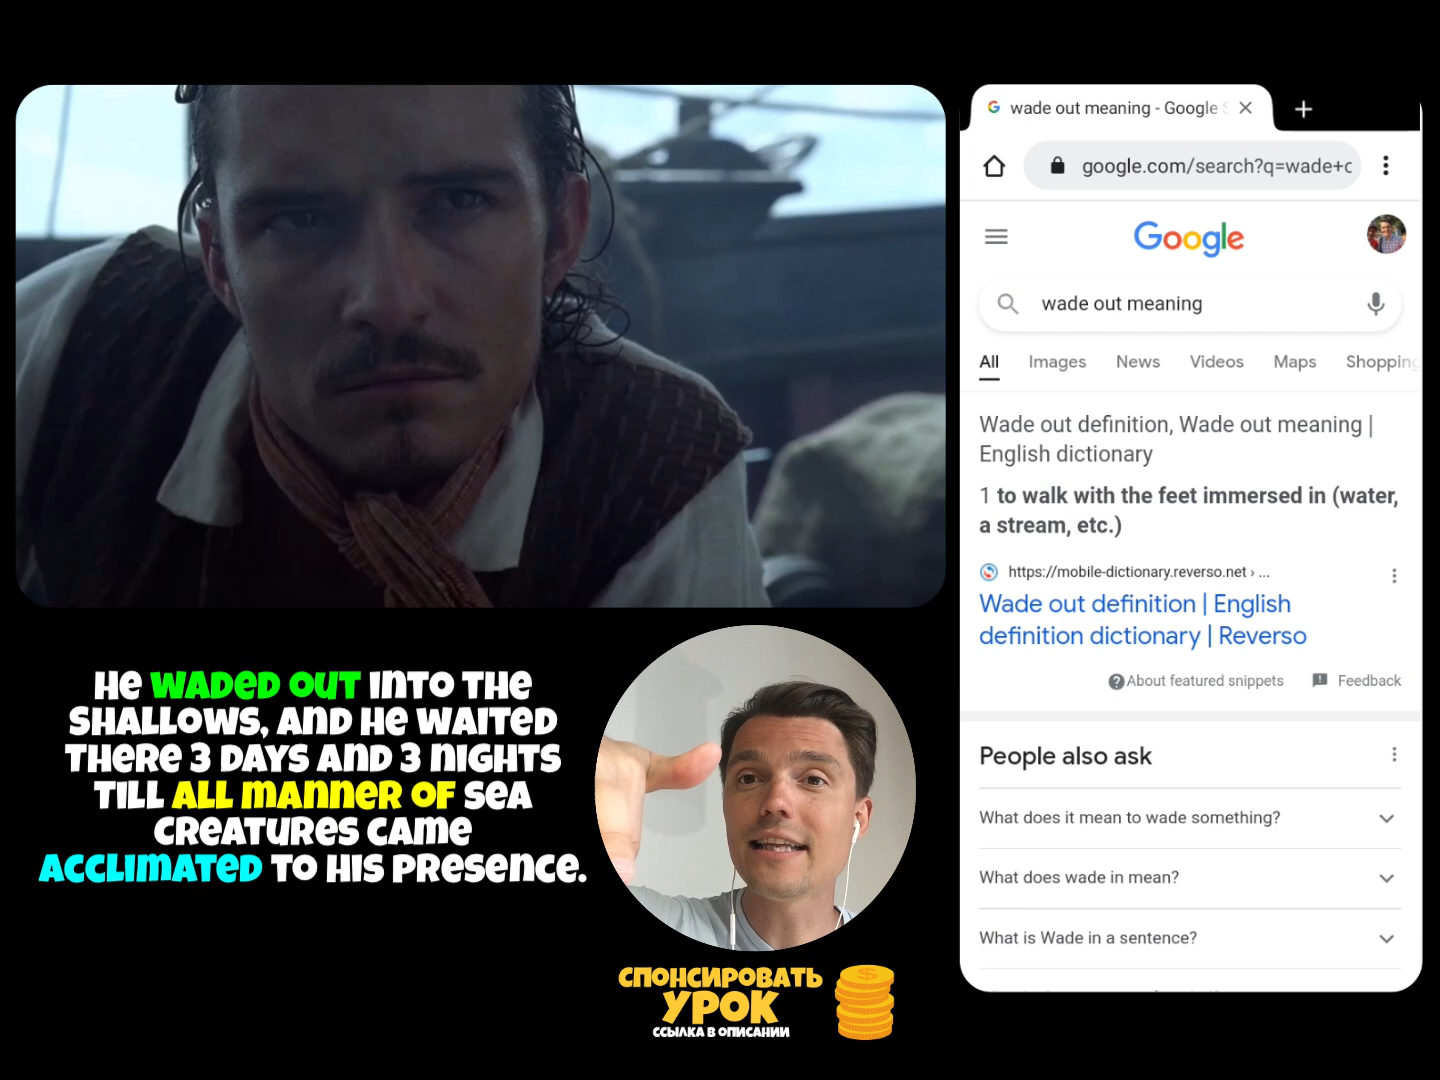 wade out meaning - Google S
google.com/search?q=wade+c
Google
wade out meaning
All Images News Videos Maps Shopping
Wade out definition, Wade out meaning |
English dictionary
1 to walk with the feet immersed in (water,
a stream, etc.)
https://mobile-dictionary.reverso.net › ...
Wade out definition | English
definition dictionary | Reverso
About featured snippets Feedback
People also ask
What does it mean to wade something?
What does wade in mean?
What is Wade in a sentence?
HE WADED OUT INTO THE
SHALLOWS, AND HE WAITED
THERE 3 DAYS AND 3 NIGHTS
TILL ALL MANNER OF SEA
CREATURES CAME
ACCLIMATED TO HIS PRESENCE.
СПОНСИРОВАТЬ
УРОК
ССЫЛКА В ОПИСАНИИ